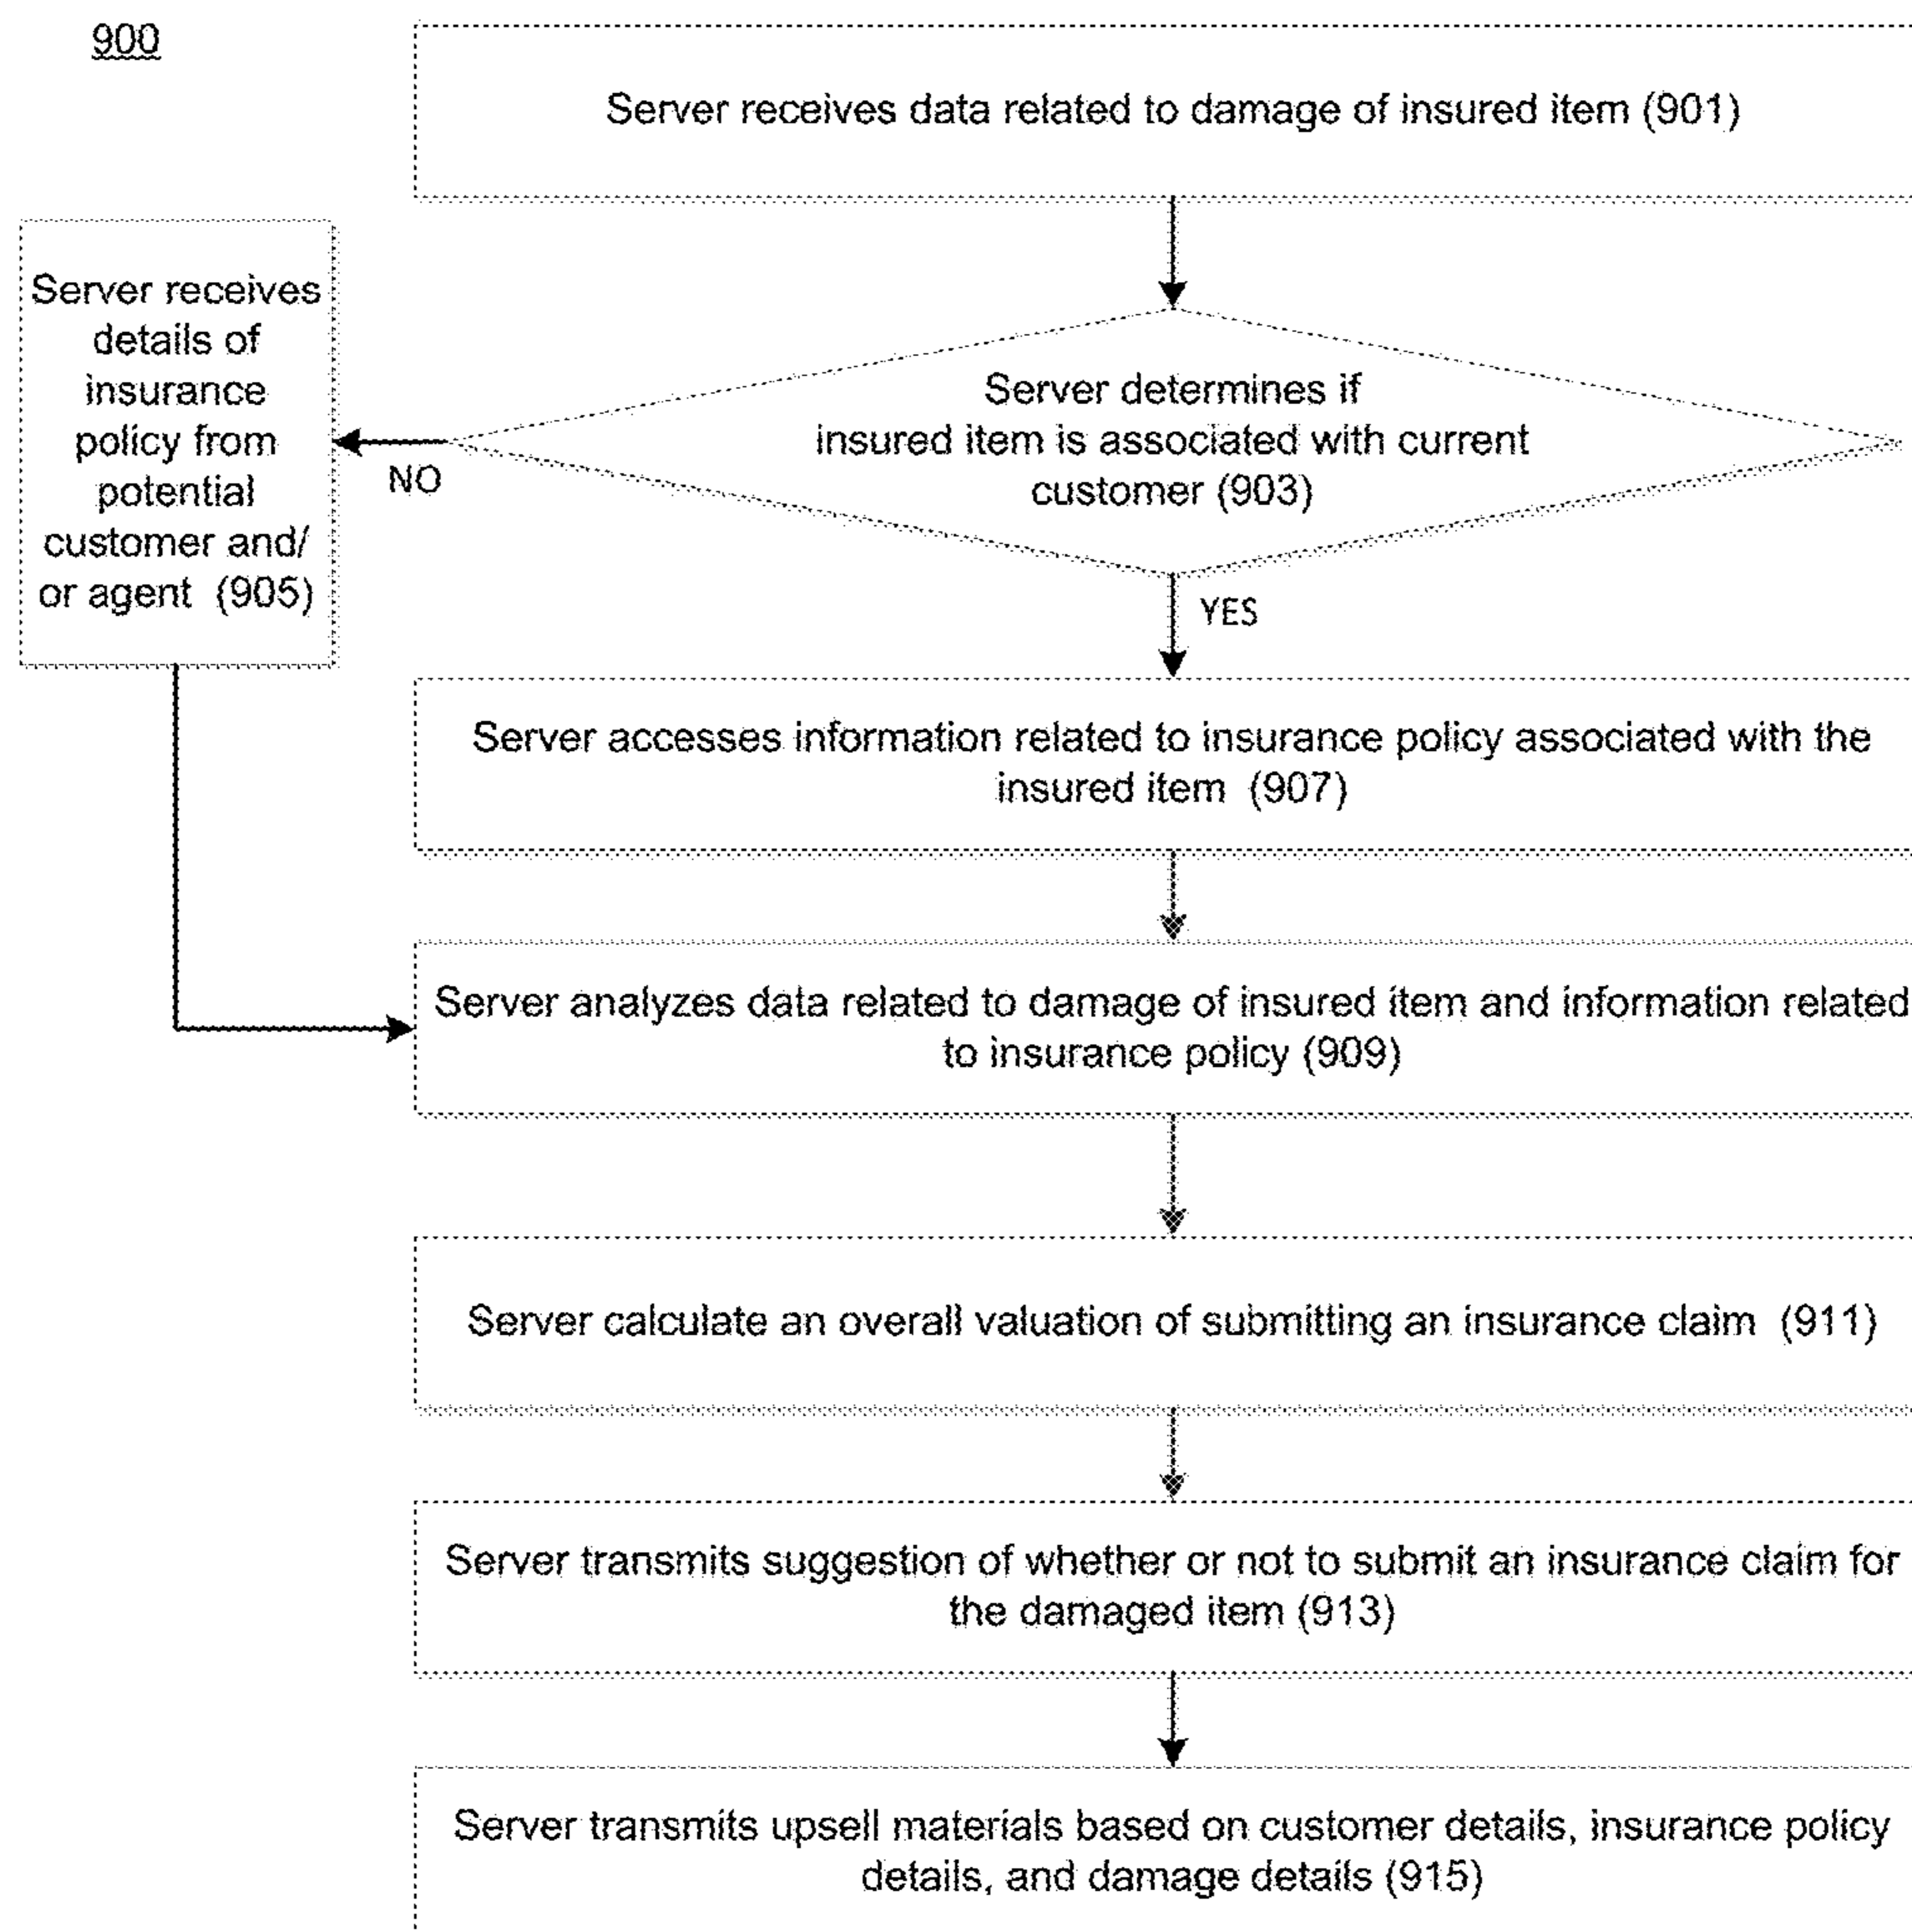 900
Server receives data related to damage of insured item (901)
Server receives
details of
insurance
policy from
potential
customer and/
or agent (905)
Server determines if
insured item is associated with current
customer (903)
NO
YES
Server accesses information related to insurance policy associated with the
insured item (907)
Server analyzes data related to damage of insured item and information related
to insurance policy (909)
Server calculate an overall valuation of submitting an insurance claim (911)
Server transmits suggestion of whether or not to submit an insurance claim for
the damaged item (913)
Server transmits upsell materials based on customer details, insurance policy
details, and damage details (915)